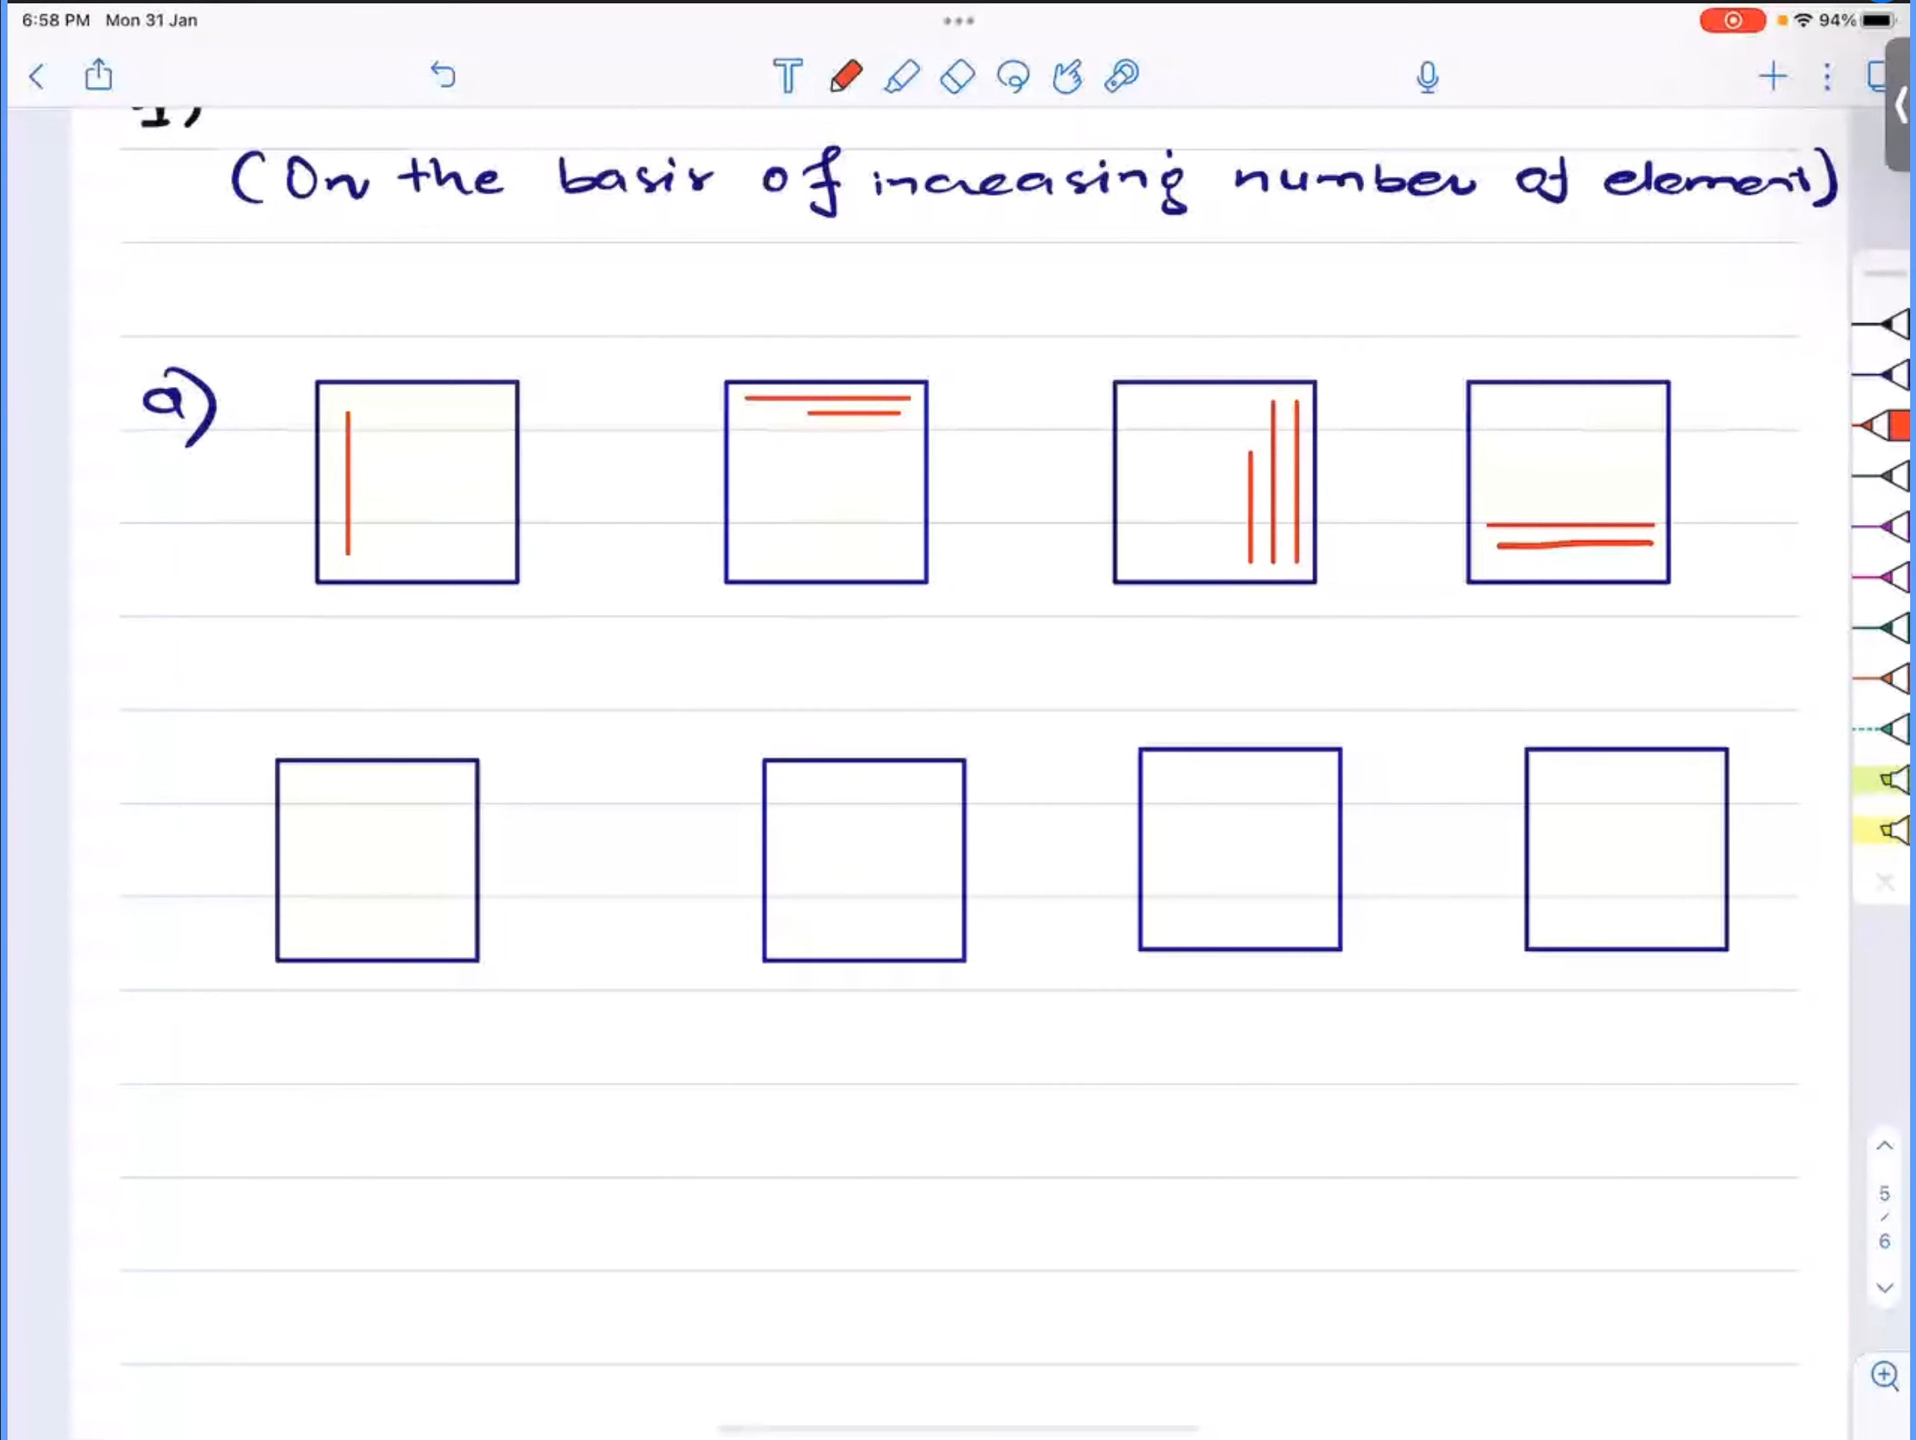 6:58 PM Mon 31 Jan
94%
(On the basis of increasing number of element)
a)
5
/
6